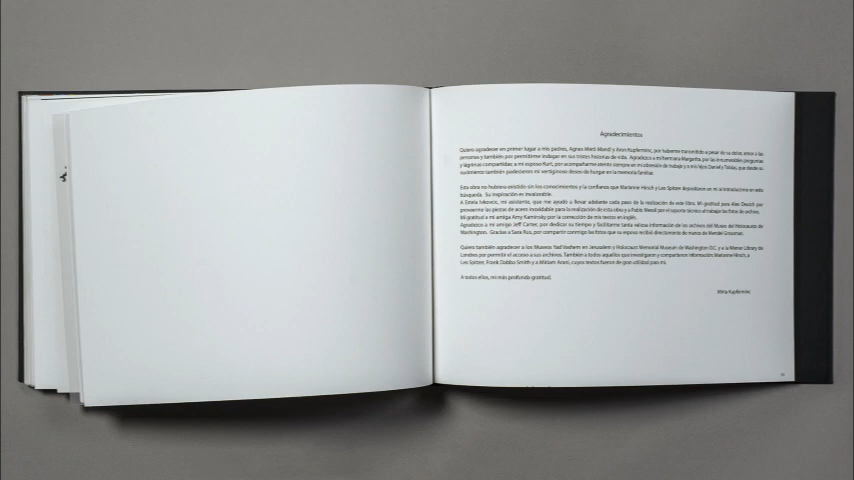 Agradecimientos
Quiero agradecer en primer lugar a mis padres, Agnes Mers Mandl y Aron Kupferminc, por haberme transmitido a pesar de su dolor, amor a las
personas y también por permitirme indagar en sus tristes historias de vida. Agradezco a mi hermana Margarita, por las innumerables preguntas
y lágrimas compartidas; a mi esposo Kurt, por acompañarme siempre en mi obsesión de trabajo y a mis hijos Daniel y Tobías, que desde su
nacimiento también padecieron mi vertiginoso deseo de hurgar en la memoria familiar.
Esta obra no hubiera existido sin los conocimientos y la confianza que Marianne Hirsch y Leo Spitzer depositaron en mí al introducirme en esta
búsqueda. Su inspiración es invalorable.
A Estela Ivkovcic, mi asistente, que me ayudó a llevar adelante cada paso de la realización de este libro. Mi gratitud para Alex Deutch por
proveerme las piezas de acero inoxidable para la realización de esta obra y a Pablo Messil por el soporte técnico al trabajar las fotos de archivo.
Mi gratitud a mi amiga Amy Kaminsky por la corrección de mis textos en inglés.
Agradezco a mi amigo Jeff Carter, por dedicar su tiempo y facilitarme tanta valiosa información de los archivos del Museo del Holocausto de
Washington. Gracias a Sara Rus, por compartir conmigo las fotos que su esposo recibió directamente de manos de Mendel Grossman.
Quiero también agradecer a los Museos Yad Vashem en Jerusalem y Holocaust Memorial Museum de Washington D.C. y a la Wiener Library de
Londres por permitir el acceso a sus archivos. También a todos aquellos que investigaron y compartieron información: Marianne Hirsch, a
Leo Spitzer, Frank Dabba Smith y a Miriam Arani, cuyos textos fueron de gran utilidad para mí.
A todos ellos, mi más profunda gratitud.
Mirta Kupferminc